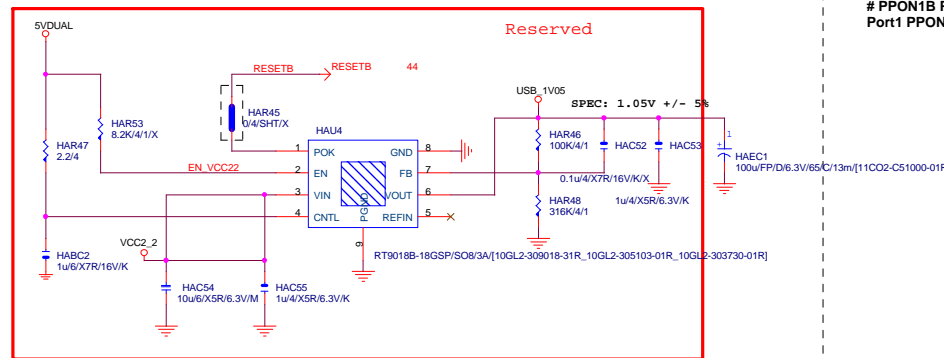 # PPON1B P
Port1 PPON
Reserved
5VDUAL
RESETB
RESETB
44
HAR45
0/4/SHT/X
HAR53
8.2K/4/1/X
HAR47
2.2/4
USB_1V05
SPEC: 1.05V +/- 5%
HAU4
HAR46
100K/4/1
HAC52
HAC53
1
+
HAEC1
100u/FP/D/6.3V/65/C/13m/[11CO2-C51000-01R
0.1u/4/X7R/16V/K/X
1u/4/X5R/6.3V/K
EN_VCC22
1 POK
2 EN
3 VIN
4 CNTL
GND 8
FB 7
VOUT 6
REFIN 5
PGND
9
HAR48
316K/4/1
HABC2
1u/6/X7R/16V/K
VCC2_2
RT9018B-18GSP/SO8/3A/[10GL2-309018-31R_10GL2-305103-01R_10GL2-303730-01R]
HAC54
10u/6/X5R/6.3V/M
HAC55
1u/4/X5R/6.3V/K